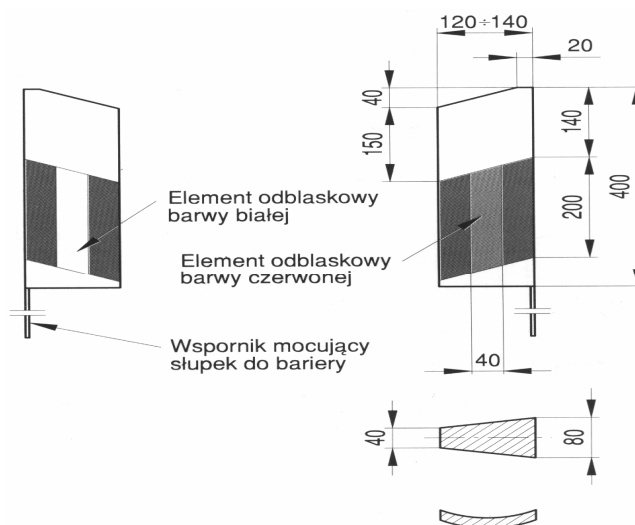 120÷140
20
40
150
140
200
400
Element odblaskowy
barwy białej
Element odblaskowy
barwy czerwonej
Wspornik mocujący
słupek do bariery
40
40
80